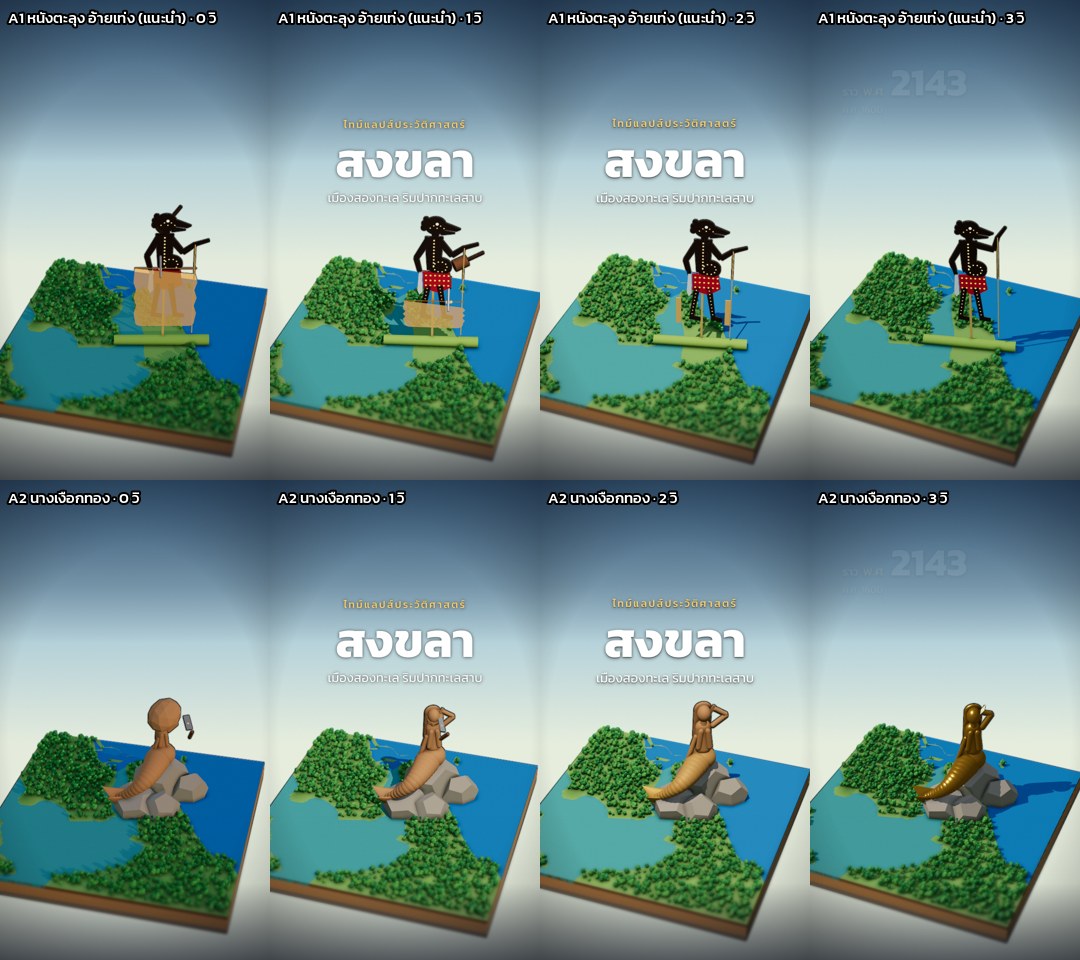 A1 หนังตะลุง อ้ายเท่ง (แนะนำ) · 0 วิ
A1 หนังตะลุง อ้ายเท่ง (แนะนำ) · 1 วิ
A1 หนังตะลุง อ้ายเท่ง (แนะนำ) · 2 วิ
A1 หนังตะลุง อ้ายเท่ง (แนะนำ) · 3 วิ
ไทม์แลปส์ประวัติศาสตร์
สงขลา
เมืองสองทะเล ริมปากทะเลสาบ
ไทม์แลปส์ประวัติศาสตร์
สงขลา
เมืองสองทะเล ริมปากทะเลสาบ
2143
A2 นางเงือกทอง · 0 วิ
A2 นางเงือกทอง · 1 วิ
A2 นางเงือกทอง · 2 วิ
A2 นางเงือกทอง · 3 วิ
ไทม์แลปส์ประวัติศาสตร์
สงขลา
เมืองสองทะเล ริมปากทะเลสาบ
ไทม์แลปส์ประวัติศาสตร์
สงขลา
เมืองสองทะเล ริมปากทะเลสาบ
2143